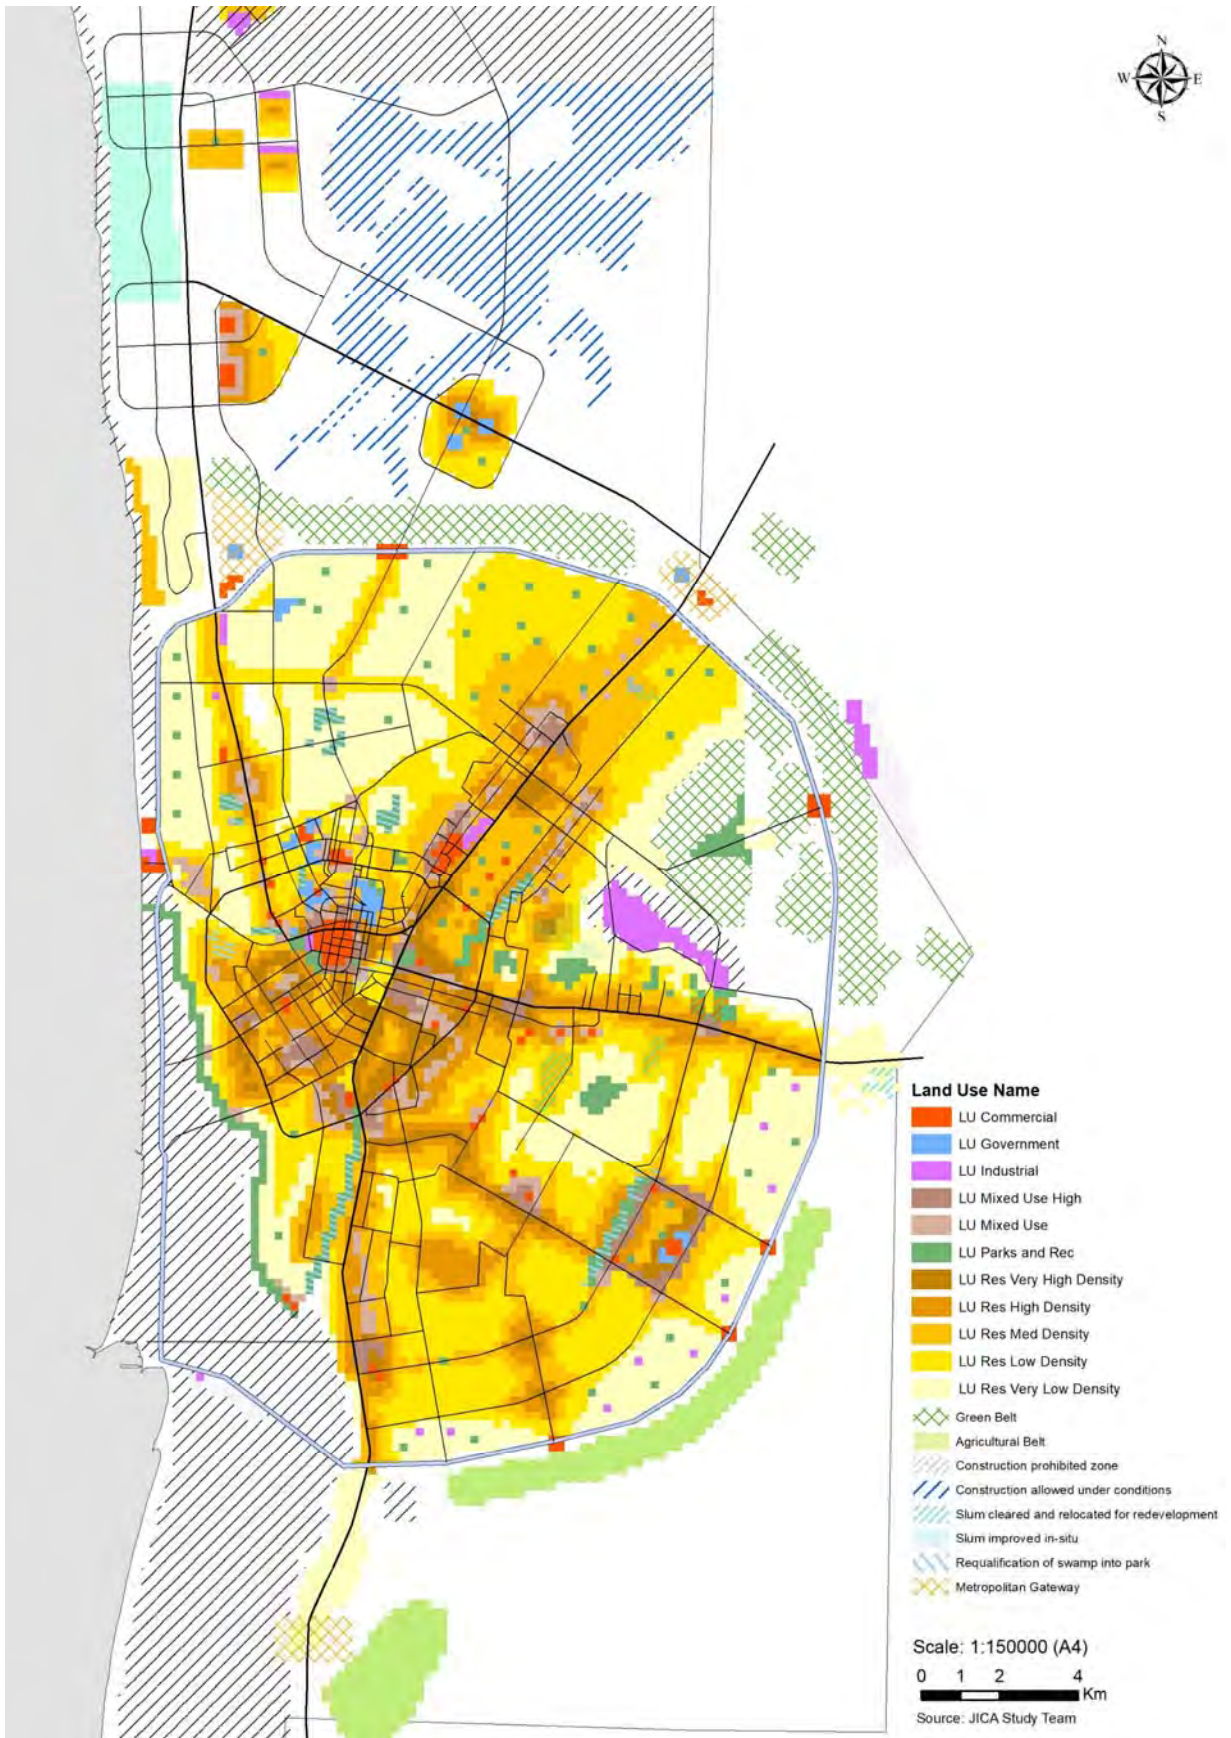 N
W E
S
Land Use Name
LU Commercial
LU Government
LU Industrial
LU Mixed Use High
LU Mixed Use
LU Parks and Rec
LU Res Very High Density
LU Res High Density
LU Res Med Density
LU Res Low Density
LU Res Very Low Density
Green Belt
Agricultural Belt
Construction prohibited zone
Construction allowed under conditions
Slum cleared and relocated for redevelopment
Slum improved in-situ
Requalification of swamp into park
Metropolitan Gateway
Scale: 1:150000 (A4)
0 1 2 4
Km
Source: JICA Study Team